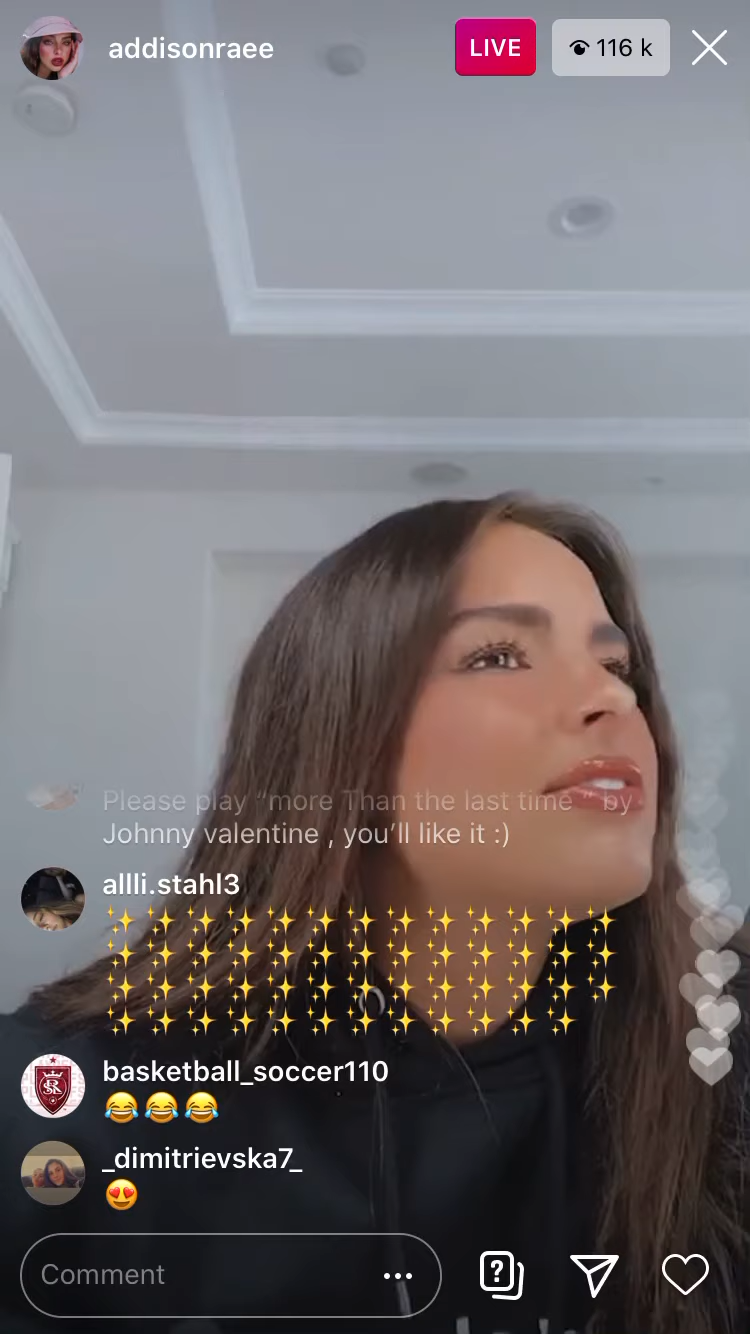 addisonraee LIVE 116 k
Please play “more Than the last time “ by
Johnny valentine , you’ll like it :)
allli.stahl3
basketball_soccer110
_dimitrievska7_
Comment